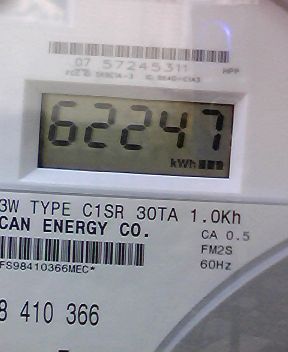 07 57245311 MPP
62247
kWh
3W TYPE C1SR 30TA 1.0Kh
CAN ENERGY CO. CA 0.5
FM2S
FS98410366MEC* 60Hz
8 410 366